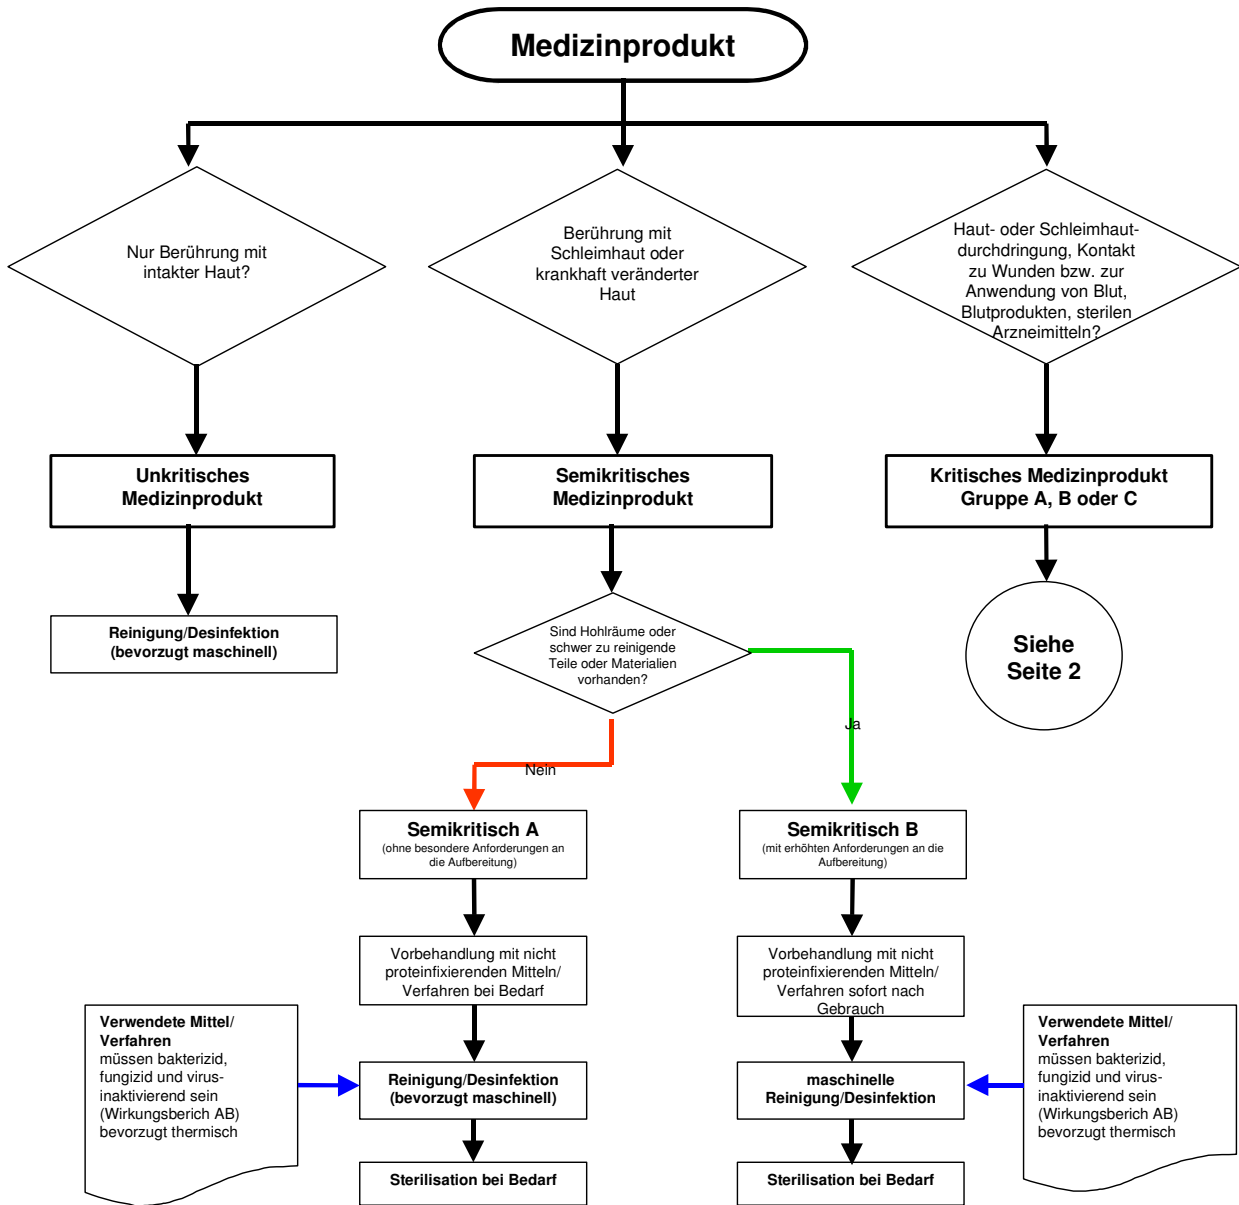 Medizinprodukt
Nur Berührung mit
intakter Haut?
Berührung mit
Schleimhaut oder
krankhaft veränderter
Haut
Haut- oder Schleimhaut-
durchdringung, Kontakt
zu Wunden bzw. zur
Anwendung von Blut,
Blutprodukten, sterilen
Arzneimitteln?
Unkritisches
Medizinprodukt
Semikritisches
Medizinprodukt
Kritisches Medizinprodukt
Gruppe A, B oder C
Reinigung/Desinfektion
(bevorzugt maschinell)
Sind Hohlräume oder
schwer zu reinigende
Teile oder Materialien
vorhanden?
Siehe
Seite 2
Nein
Ja
Semikritisch A
(ohne besondere Anforderungen an
die Aufbereitung)
Semikritisch B
(mit erhöhten Anforderungen an die
Aufbereitung)
Vorbehandlung mit nicht
proteinfixierenden Mitteln/
Verfahren bei Bedarf
Vorbehandlung mit nicht
proteinfixierenden Mitteln/
Verfahren sofort nach
Gebrauch
Verwendete Mittel/
Verfahren
müssen bakterizid,
fungizid und virus-
inaktivierend sein
(Wirkungsberich AB)
bevorzugt thermisch
Reinigung/Desinfektion
(bevorzugt maschinell)
maschinelle
Reinigung/Desinfektion
Verwendete Mittel/
Verfahren
müssen bakterizid,
fungizid und virus-
inaktivierend sein
(Wirkungsberich AB)
bevorzugt thermisch
Sterilisation bei Bedarf
Sterilisation bei Bedarf